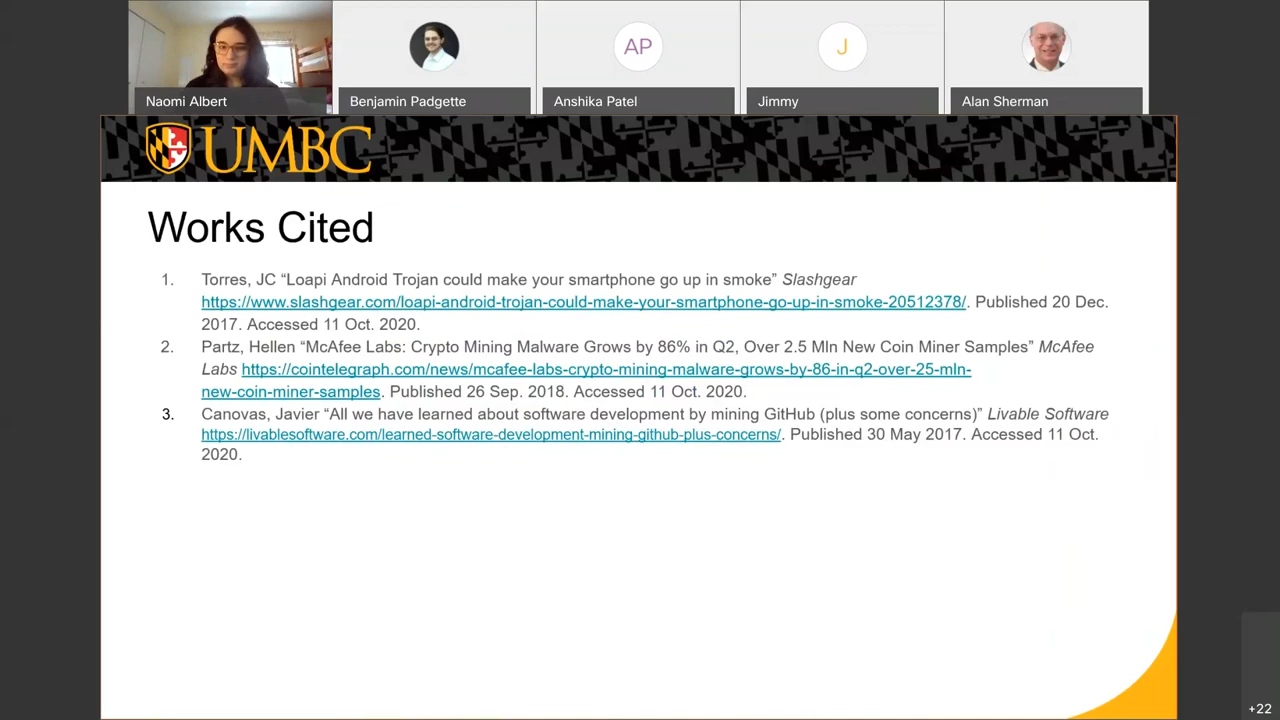 Naomi Albert
Benjamin Padgette
AP
Anshika Patel
J
Jimmy
Alan Sherman
UMBC
Works Cited
1. Torres, JC “Loapi Android Trojan could make your smartphone go up in smoke” Slashgear
https://www.slashgear.com/loapi-android-trojan-could-make-your-smartphone-go-up-in-smoke-20512378/. Published 20 Dec.
2017. Accessed 11 Oct. 2020.
2. Partz, Hellen “McAfee Labs: Crypto Mining Malware Grows by 86% in Q2, Over 2.5 Mln New Coin Miner Samples” McAfee
Labs https://cointelegraph.com/news/mcafee-labs-crypto-mining-malware-grows-by-86-in-q2-over-25-mln-
new-coin-miner-samples. Published 26 Sep. 2018. Accessed 11 Oct. 2020.
3. Canovas, Javier “All we have learned about software development by mining GitHub (plus some concerns)” Livable Software
https://livablesoftware.com/learned-software-development-mining-github-plus-concerns/. Published 30 May 2017. Accessed 11 Oct.
2020.
+22